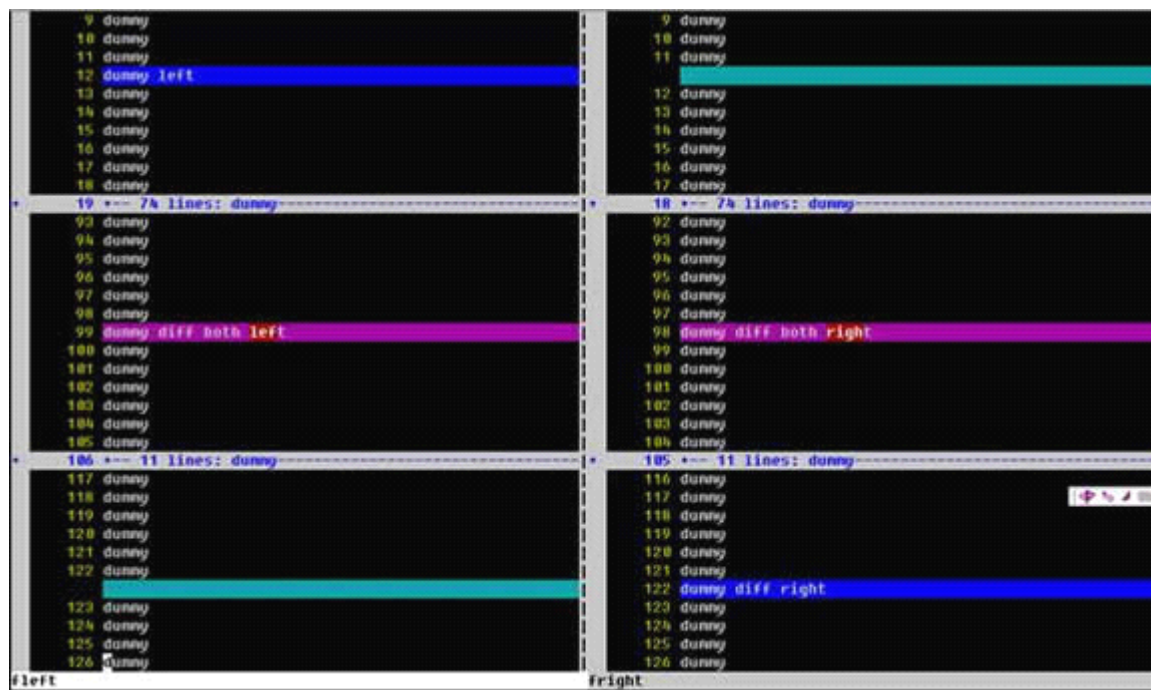 9 dummy
10 dummy
11 dummy
12 dummy left
13 dummy
14 dummy
15 dummy
16 dummy
17 dummy
18 dummy
+ 19 +-- 74 lines: dummy
93 dummy
94 dummy
95 dummy
96 dummy
97 dummy
98 dummy
99 dummy diff both left
100 dummy
101 dummy
102 dummy
103 dummy
104 dummy
105 dummy
+ 106 +-- 11 lines: dummy
117 dummy
118 dummy
119 dummy
120 dummy
121 dummy
122 dummy
123 dummy
124 dummy
125 dummy
126 dummy
fleft
9 dummy
10 dummy
11 dummy
12 dummy
13 dummy
14 dummy
15 dummy
16 dummy
17 dummy
+ 18 +-- 74 lines: dummy
92 dummy
93 dummy
94 dummy
95 dummy
96 dummy
97 dummy
98 dummy diff both right
99 dummy
100 dummy
101 dummy
102 dummy
103 dummy
104 dummy
+ 105 +-- 11 lines: dummy
116 dummy
117 dummy
118 dummy
119 dummy
120 dummy
121 dummy
122 dummy diff right
123 dummy
124 dummy
125 dummy
126 dummy
fright
中